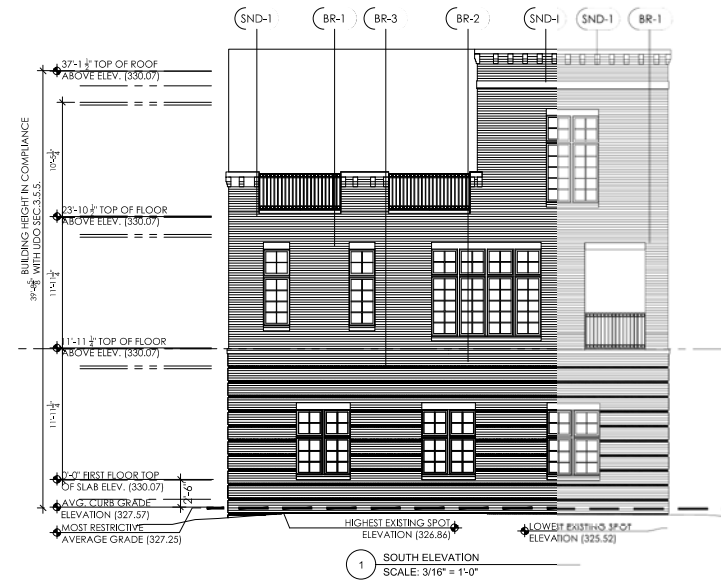 SND-1 BR-1 BR-3 BR-2 SND-1 SND-1 BR-1
37'-1 1/2" TOP OF ROOF
ABOVE ELEV. (330.07)
10'-5 1/4"
BUILDING HEIGHT IN COMPLIANCE
WITH UDO SEC.3.5.5.
23'-10 1/2" TOP OF FLOOR
ABOVE ELEV. (330.07)
39'-8 5/8"
11'-11 1/4"
11'-11 1/4" TOP OF FLOOR
ABOVE ELEV. (330.07)
11'-11 1/4"
0'-0" FIRST FLOOR TOP
OF SLAB ELEV. (330.07)
2'-6"
AVG. CURB GRADE
ELEVATION (327.57)
MOST RESTRICTIVE
AVERAGE GRADE (327.25)
HIGHEST EXISTING SPOT
ELEVATION (326.86)
LOWEST EXISTING SPOT
ELEVATION (325.52)
1 SOUTH ELEVATION
SCALE: 3/16" = 1'-0"